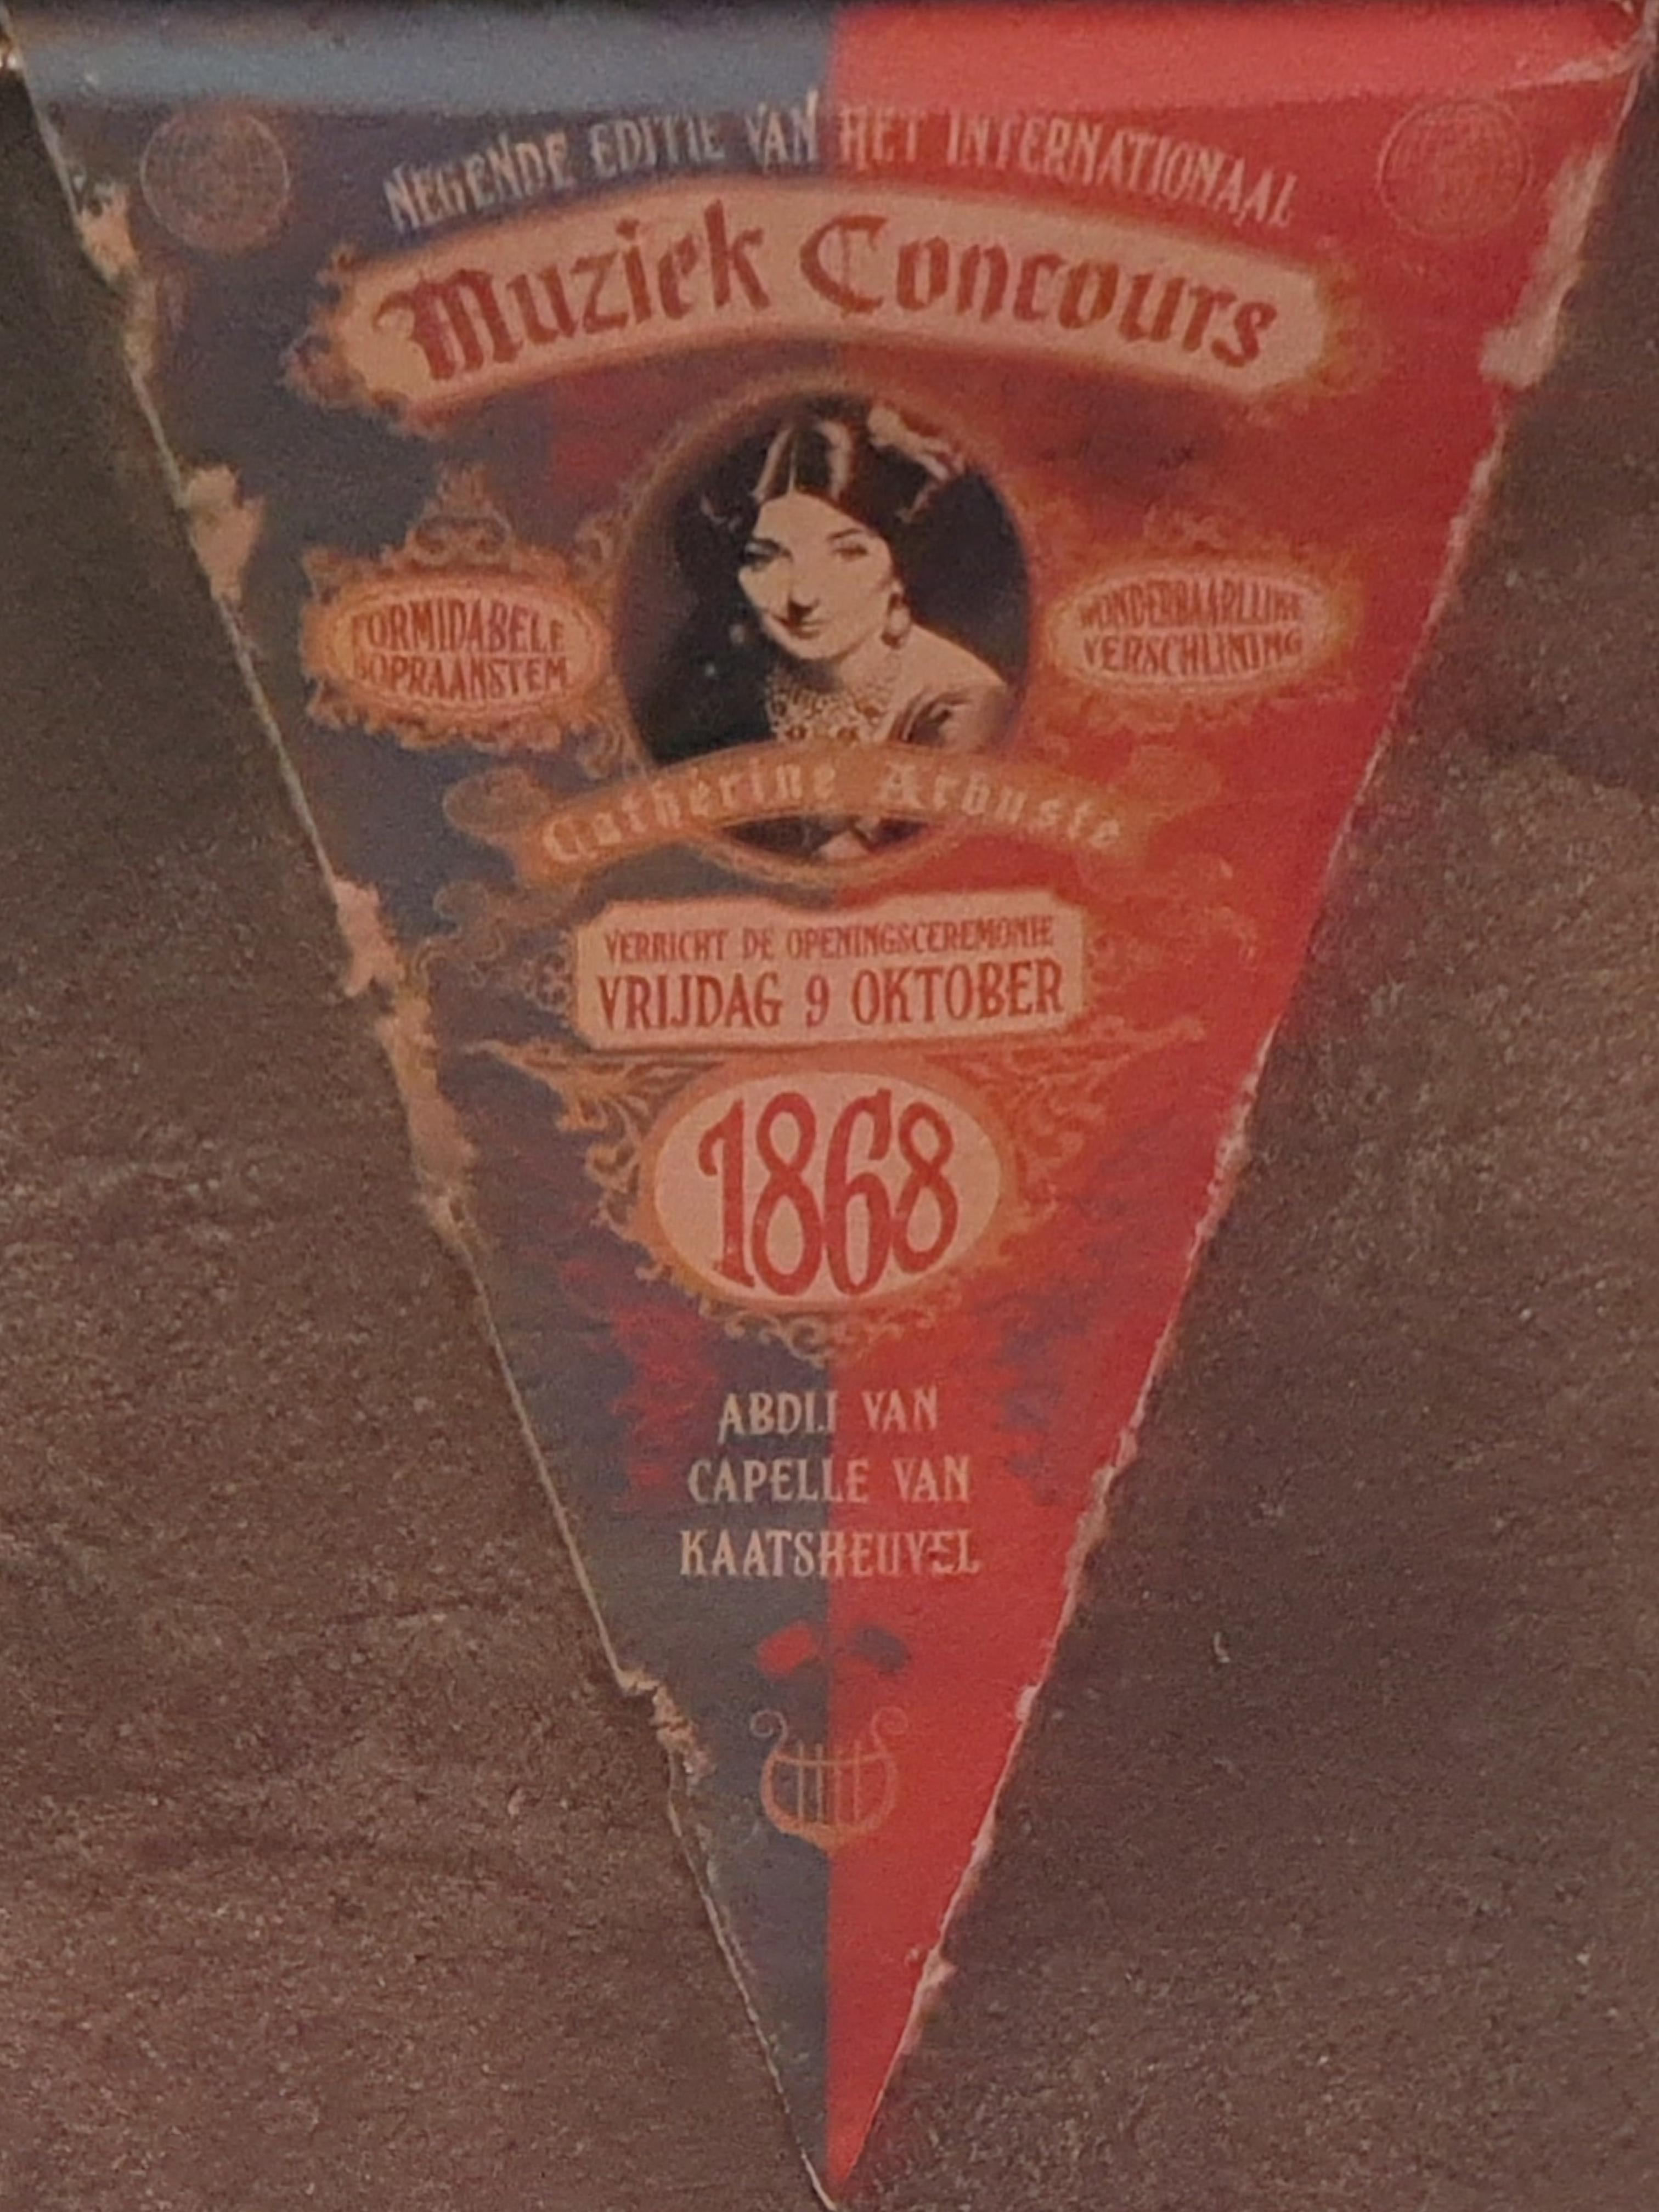 NEGENDE EDITIE VAN HET INTERNATIONAAL
Muziek Concours
FORMIDABELE
SOPRAANSTEM
WONDERBAARLIJKE
VERSCHIJNING
Catherine Arbuste
VERRICHT DE OPENINGSCEREMONIE
VRIJDAG 9 OKTOBER
1868
ABDIJ VAN
CAPELLE VAN
KAATSHEUVEL